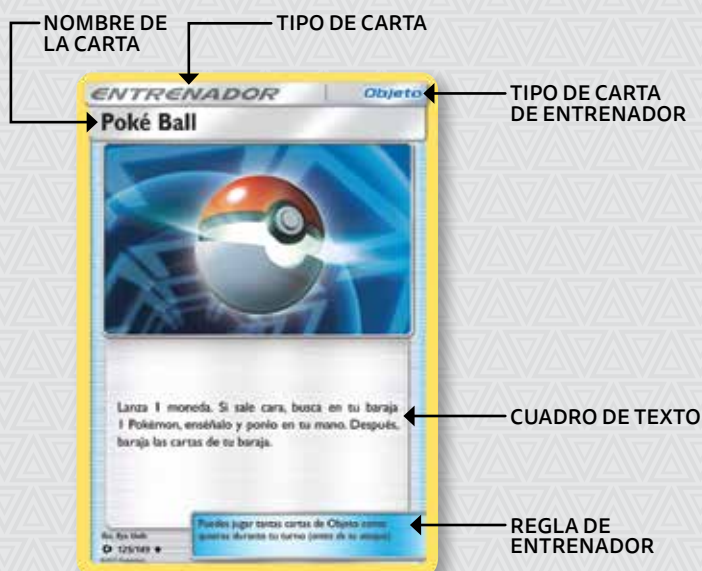 NOMBRE DE
LA CARTA
TIPO DE CARTA
ENTRENADOR
Objeto
TIPO DE CARTA
DE ENTRENADOR
Poké Ball
Lanza 1 moneda. Si sale cara, busca en tu baraja
1 Pokémon, enséñalo y ponlo en tu mano. Después,
baraja las cartas de tu baraja.
CUADRO DE TEXTO
Puedes jugar tantas cartas de Objeto como
quieras durante tu turno (antes de tu ataque).
REGLA DE
ENTRENADOR
125/149